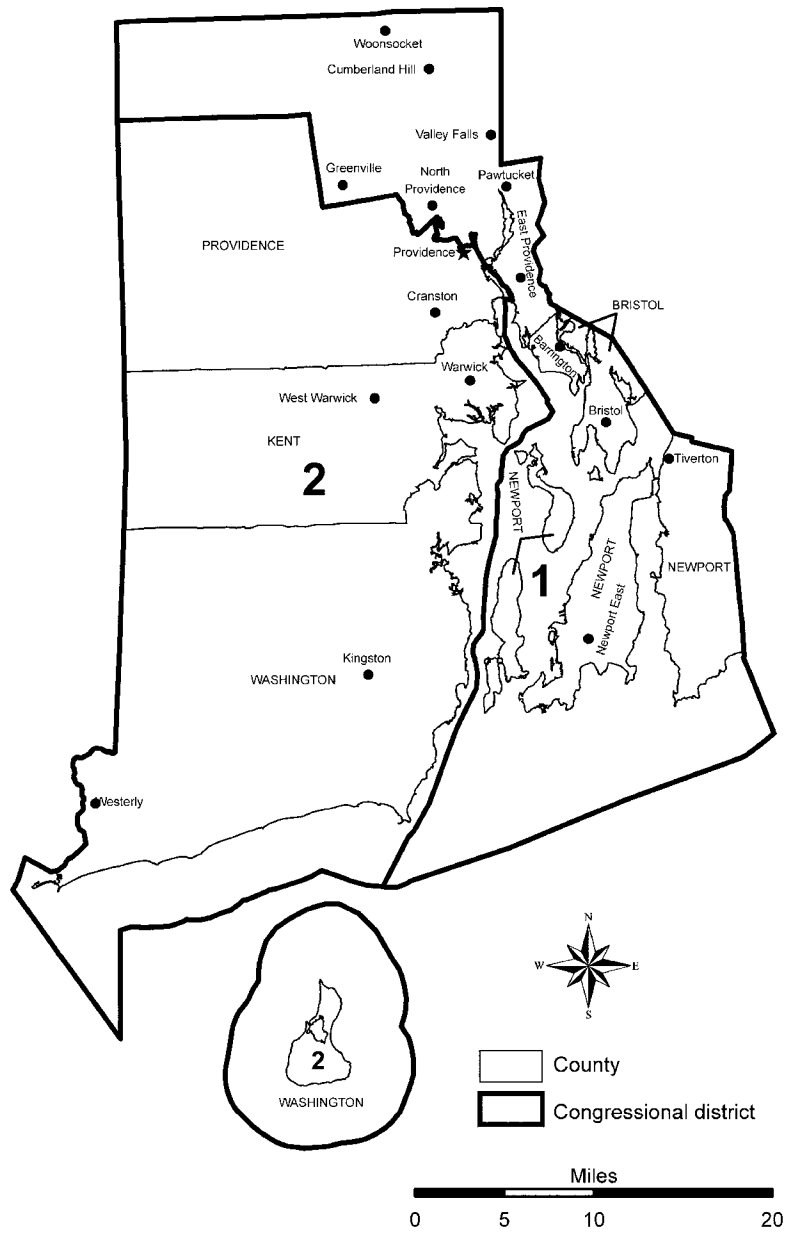 Woonsocket
Cumberland Hill
Valley Falls
Greenville
North
Providence
Pawtucket
East Providence
PROVIDENCE
Providence
Cranston
BRISTOL
Barrington
Warwick
West Warwick
Bristol
KENT
2
Tiverton
NEWPORT
1
NEWPORT
Newport East
NEWPORT
Kingston
WASHINGTON
Westerly
N
W
E
S
2
WASHINGTON
County
Congressional district
Miles
0 5 10 20